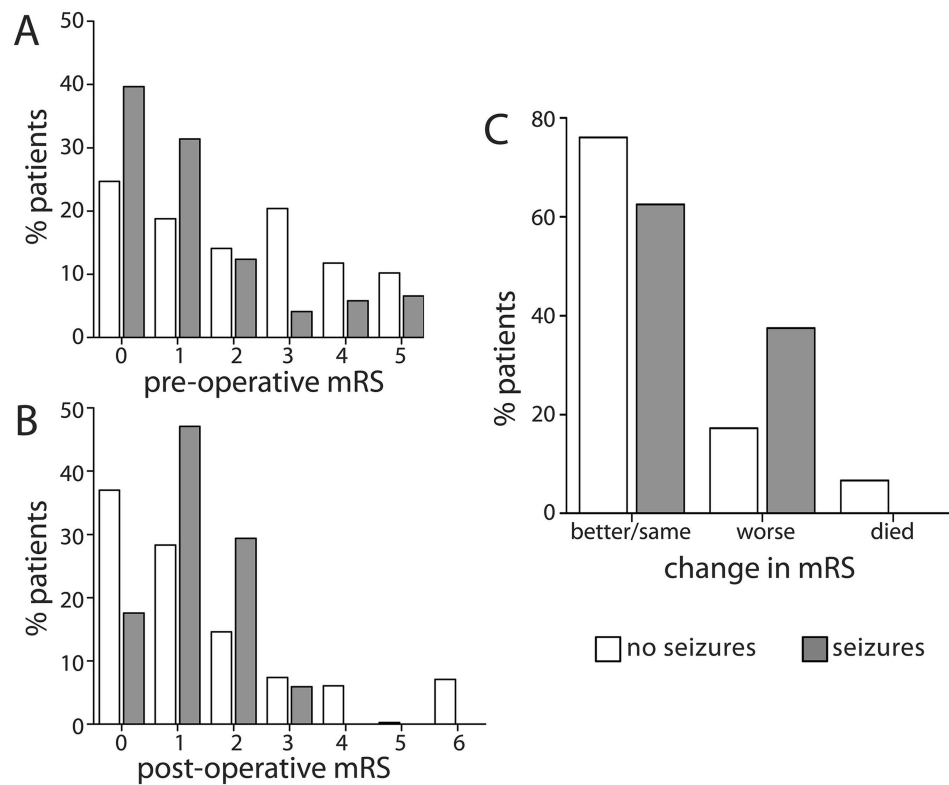 A
50
40
30
20
10
0
% patients
0 1 2 3 4 5
pre-operative mRS
B
50
40
30
20
10
0
% patients
0 1 2 3 4 5 6
post-operative mRS
C
80
60
40
20
0
% patients
better/same worse died
change in mRS
no seizures seizures